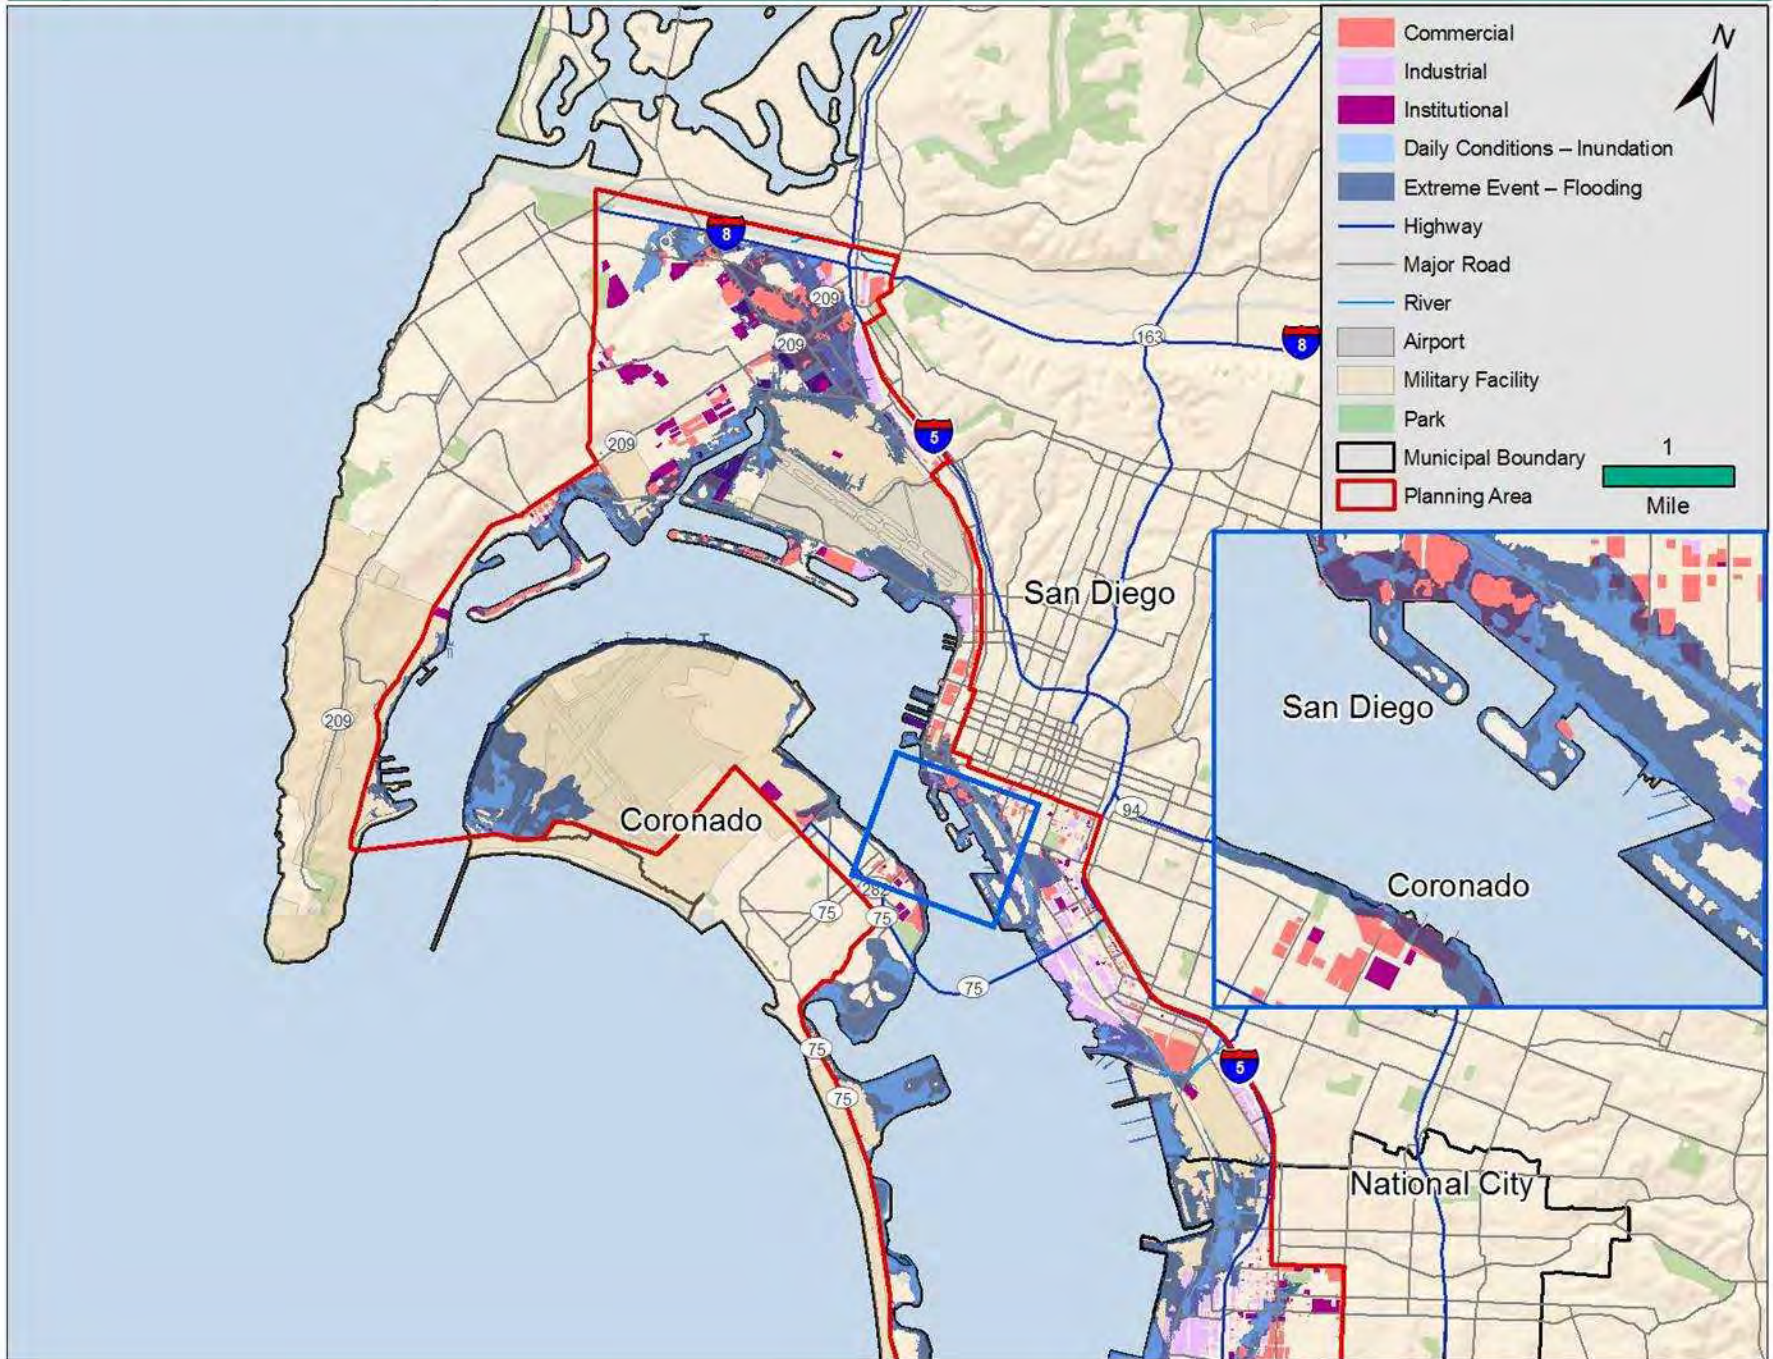 Commercial
Industrial
Institutional
Daily Conditions – Inundation
Extreme Event – Flooding
Highway
Major Road
River
Airport
Military Facility
Park
Municipal Boundary
Planning Area
N
1
Mile
8
209
209
163
8
5
209
San Diego
209
San Diego
Coronado
94
Coronado
282
75
75
75
75
5
75
National City